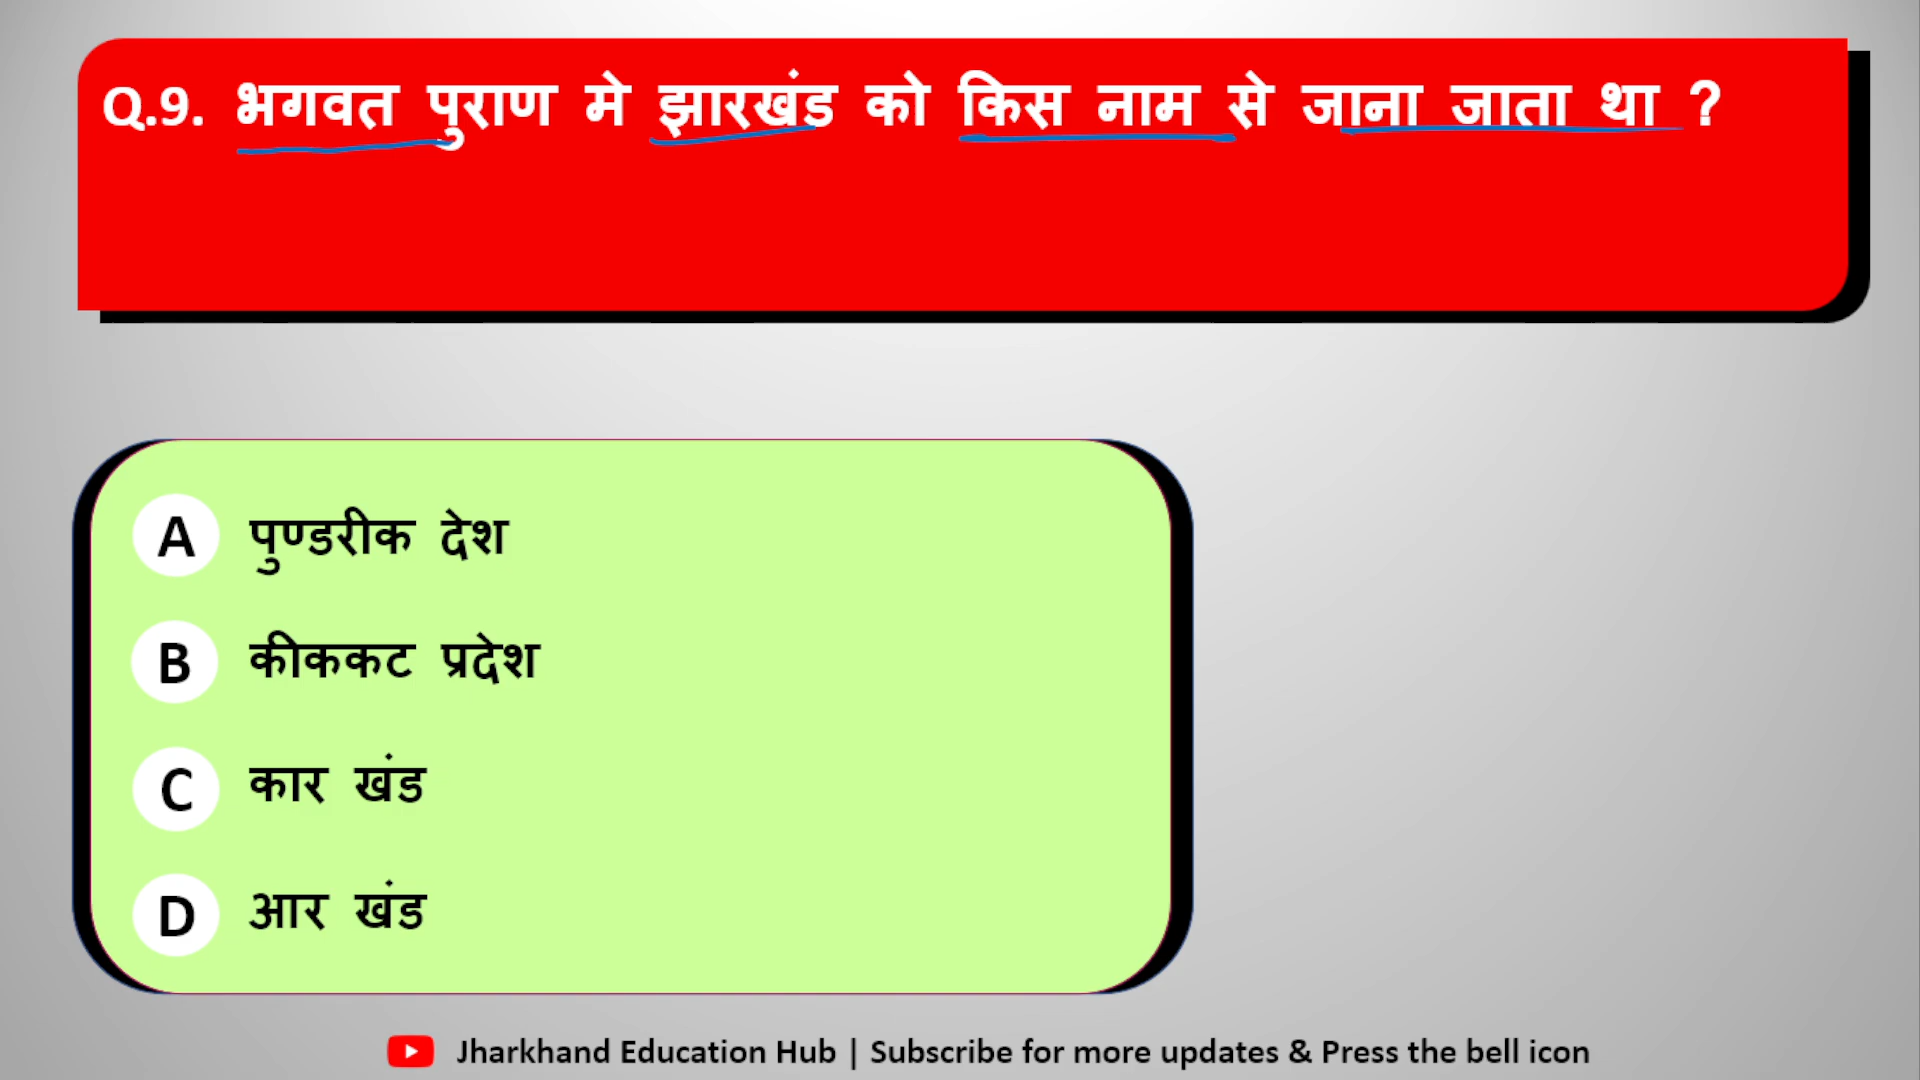 Q.9. भगवत पुराण मे झारखंड को किस नाम से जाना जाता था ?
A पुण्डरीक देश
B कीककट प्रदेश
C कार खंड
D आर खंड
Jharkhand Education Hub | Subscribe for more updates & Press the bell icon